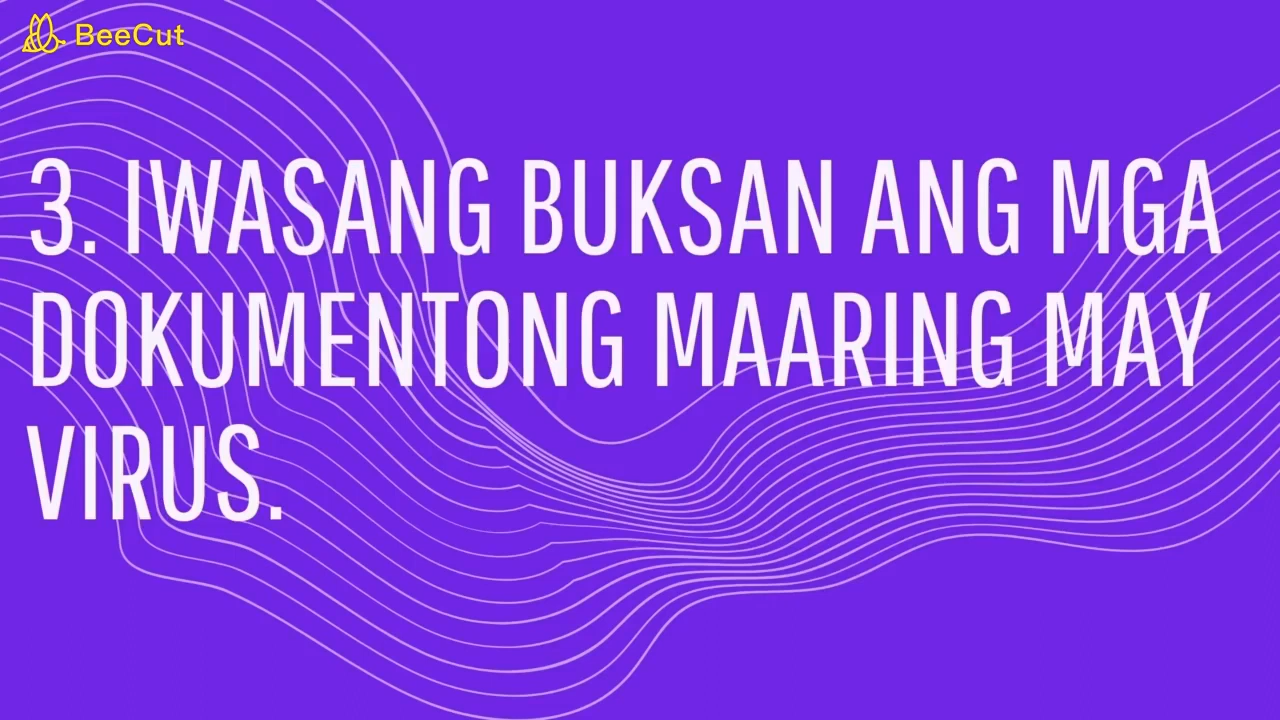 BeeCut
3. IWASANG BUKSAN ANG MGA
DOKUMENTONG MAARING MAY
VIRUS.